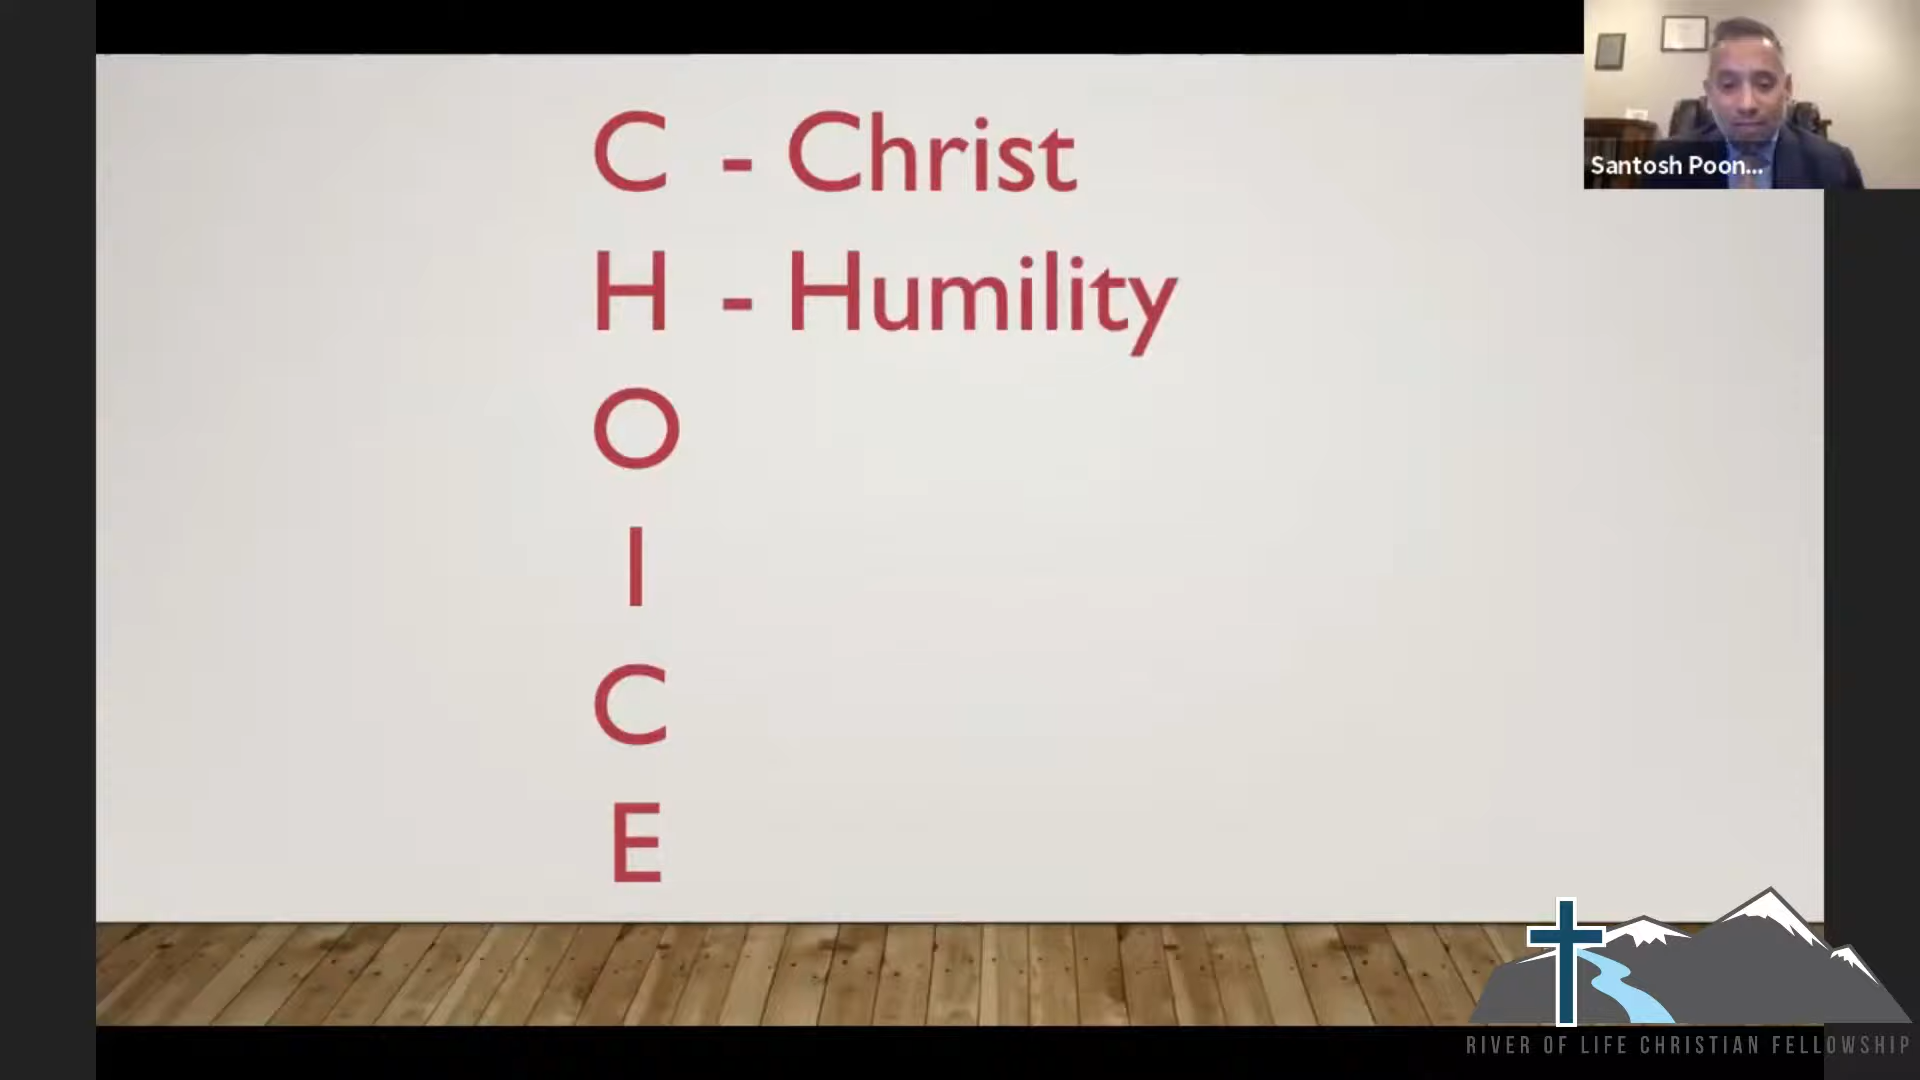 C - Christ
H - Humility
O
I
C
E
Santosh Poon...
RIVER OF LIFE CHRISTIAN FELLOWSHIP